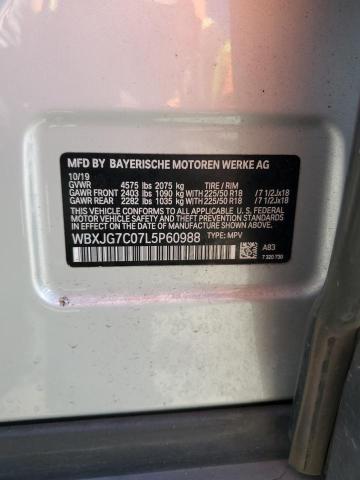 MFD BY BAYERISCHE MOTOREN WERKE AG
10/19
GVWR 4575 lbs 2075 kg TIRE / RIM
GAWR FRONT 2403 lbs 1090 kg WITH 225/50 R18 / 7 1/2Jx18
GAWR REAR 2282 lbs 1035 kg WITH 225/50 R18 / 7 1/2Jx18
THIS VEHICLE CONFORMS TO ALL APPLICABLE FEDERAL MOTOR VEHICLE SAFETY, BUMPER AND THEFT PREVENTION STANDARDS IN EFFECT ON THE DATE OF MANUFACTURE SHOWN ABOVE
WBXJG7C07L5P60988 TYPE: MPV
A83
7 320 730